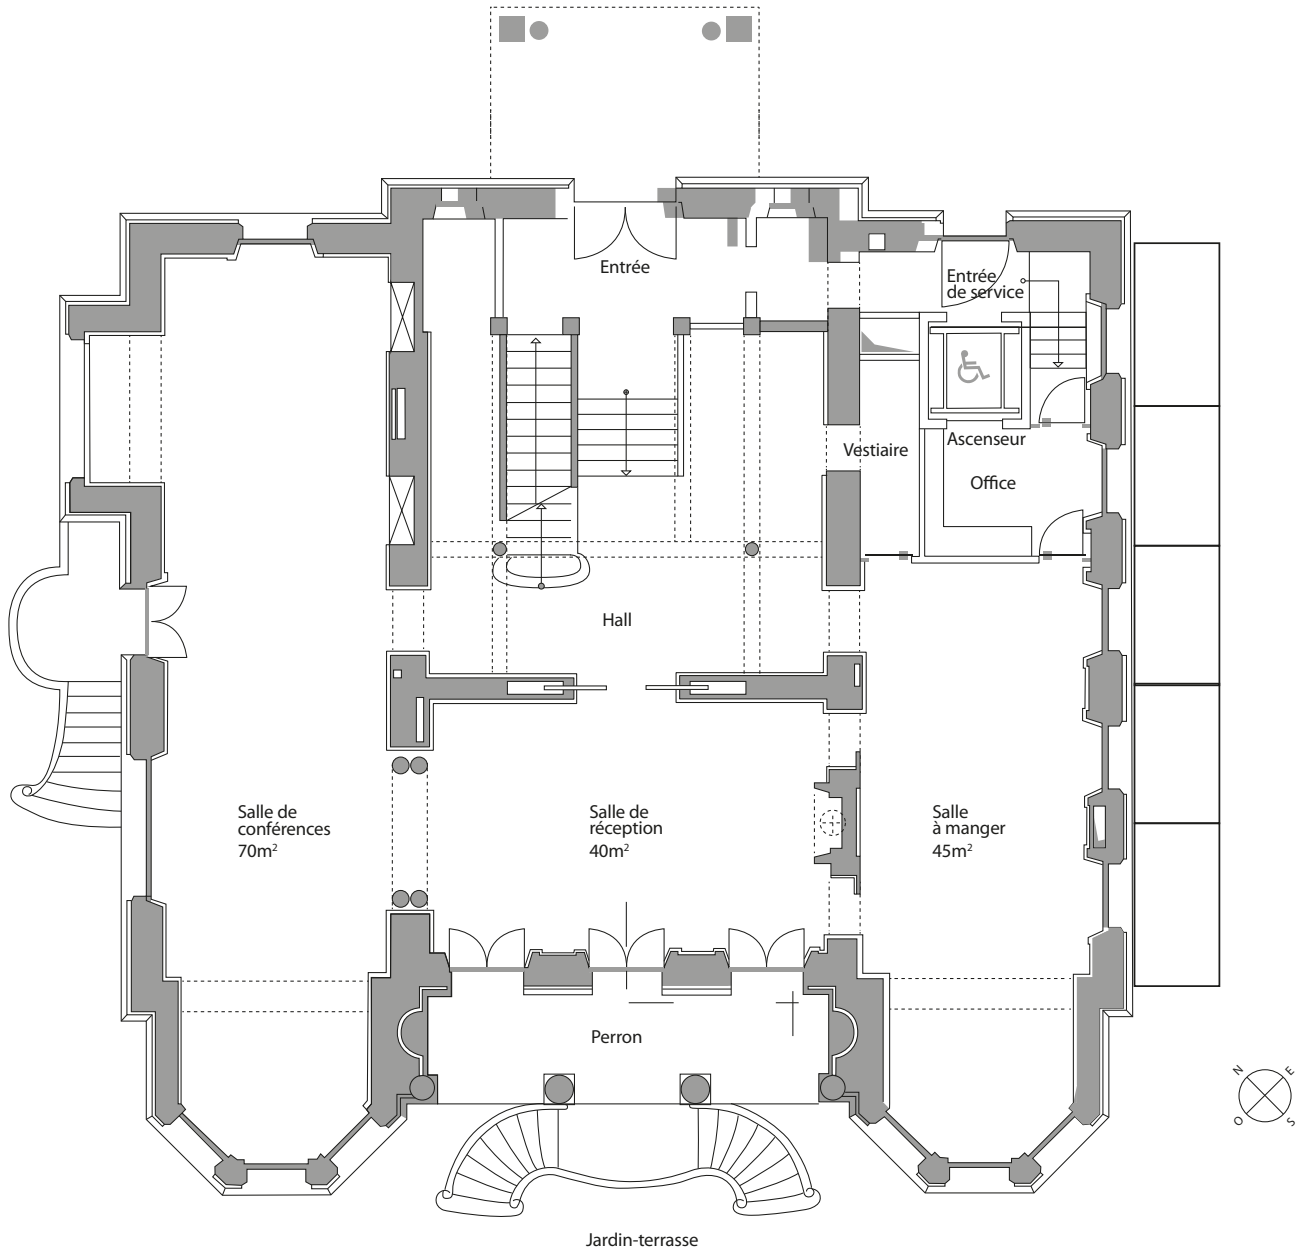 Entrée
Entrée
de service
Vestiaire
Ascenseur
Office
Hall
Salle de
conférences
70m²
Salle de
réception
40m²
Salle
à manger
45m²
Perron
N
E
O
S
Jardin-terrasse